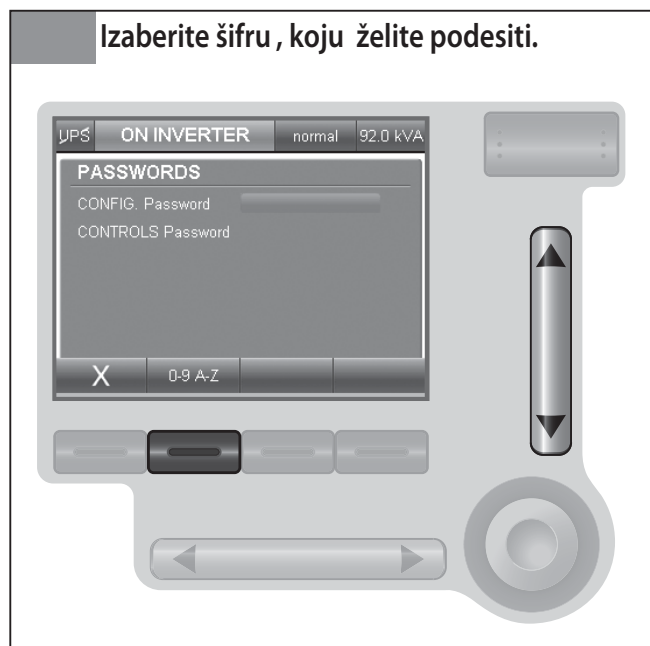 Izaberite šifru , koju želite podesiti.
UPS ON INVERTER normal 92.0 kVA
PASSWORDS
CONFIG. Password
CONTROLS Password
X 0-9 A-Z